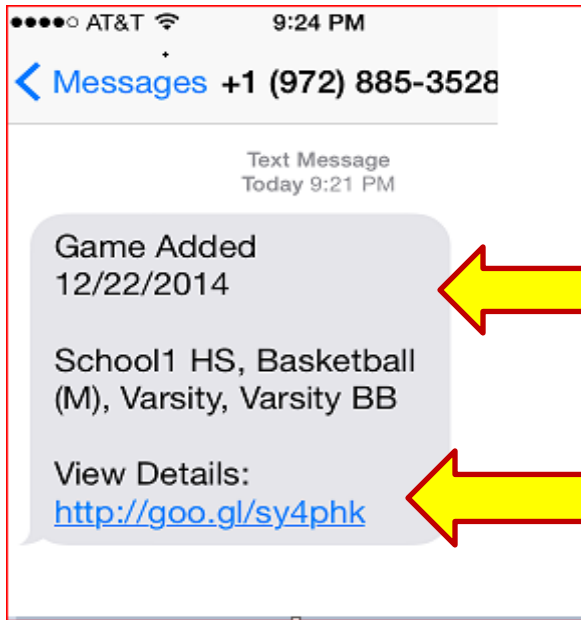 AT&T 9:24 PM
Messages +1 (972) 885-3528
Text Message
Today 9:21 PM
Game Added
12/22/2014
School1 HS, Basketball
(M), Varsity, Varsity BB
View Details:
http://goo.gl/sy4phk